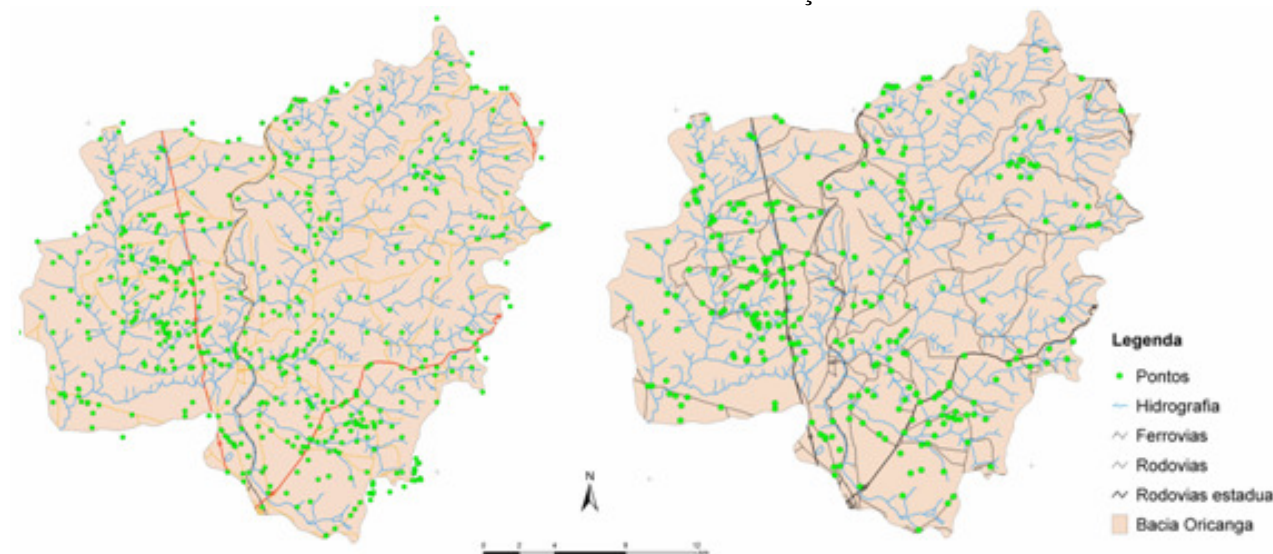 N
Legenda
Pontos
Hidrografia
Ferrovias
Rodovias
Rodovias estadua
Bacia Oricanga